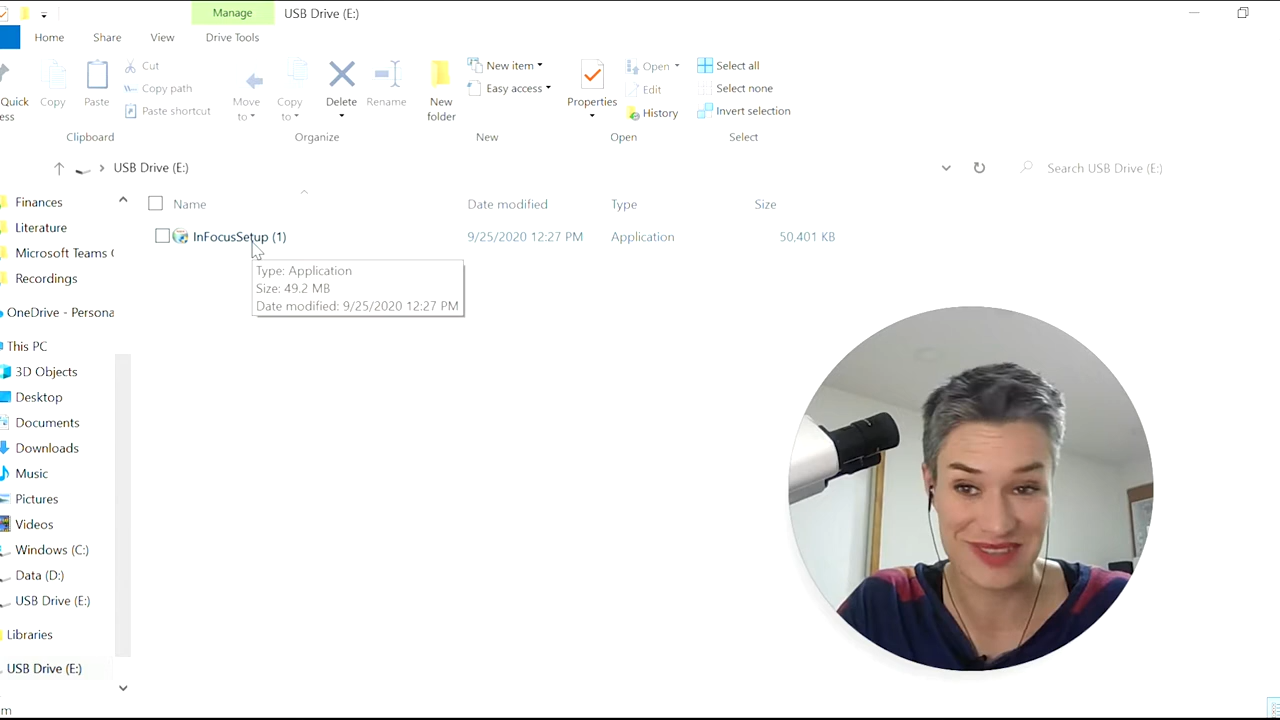 Manage USB Drive (E:)
Home Share View Drive Tools
Cut
Copy path
Paste shortcut
Quick
ess
Copy
Paste
Clipboard
Move to
Copy to
Delete
Rename
Organize
New folder
New item
Easy access
New
Properties
Open
Edit
History
Open
Select all
Select none
Invert selection
Select
USB Drive (E:)
Search USB Drive (E:)
Name Date modified Type Size
InFocusSetup (1) 9/25/2020 12:27 PM Application 50,401 KB
Type: Application
Size: 49.2 MB
Date modified: 9/25/2020 12:27 PM
Finances
Literature
Microsoft Teams C
Recordings
OneDrive - Persona
This PC
3D Objects
Desktop
Documents
Downloads
Music
Pictures
Videos
Windows (C:)
Data (D:)
USB Drive (E:)
Libraries
USB Drive (E:)
m